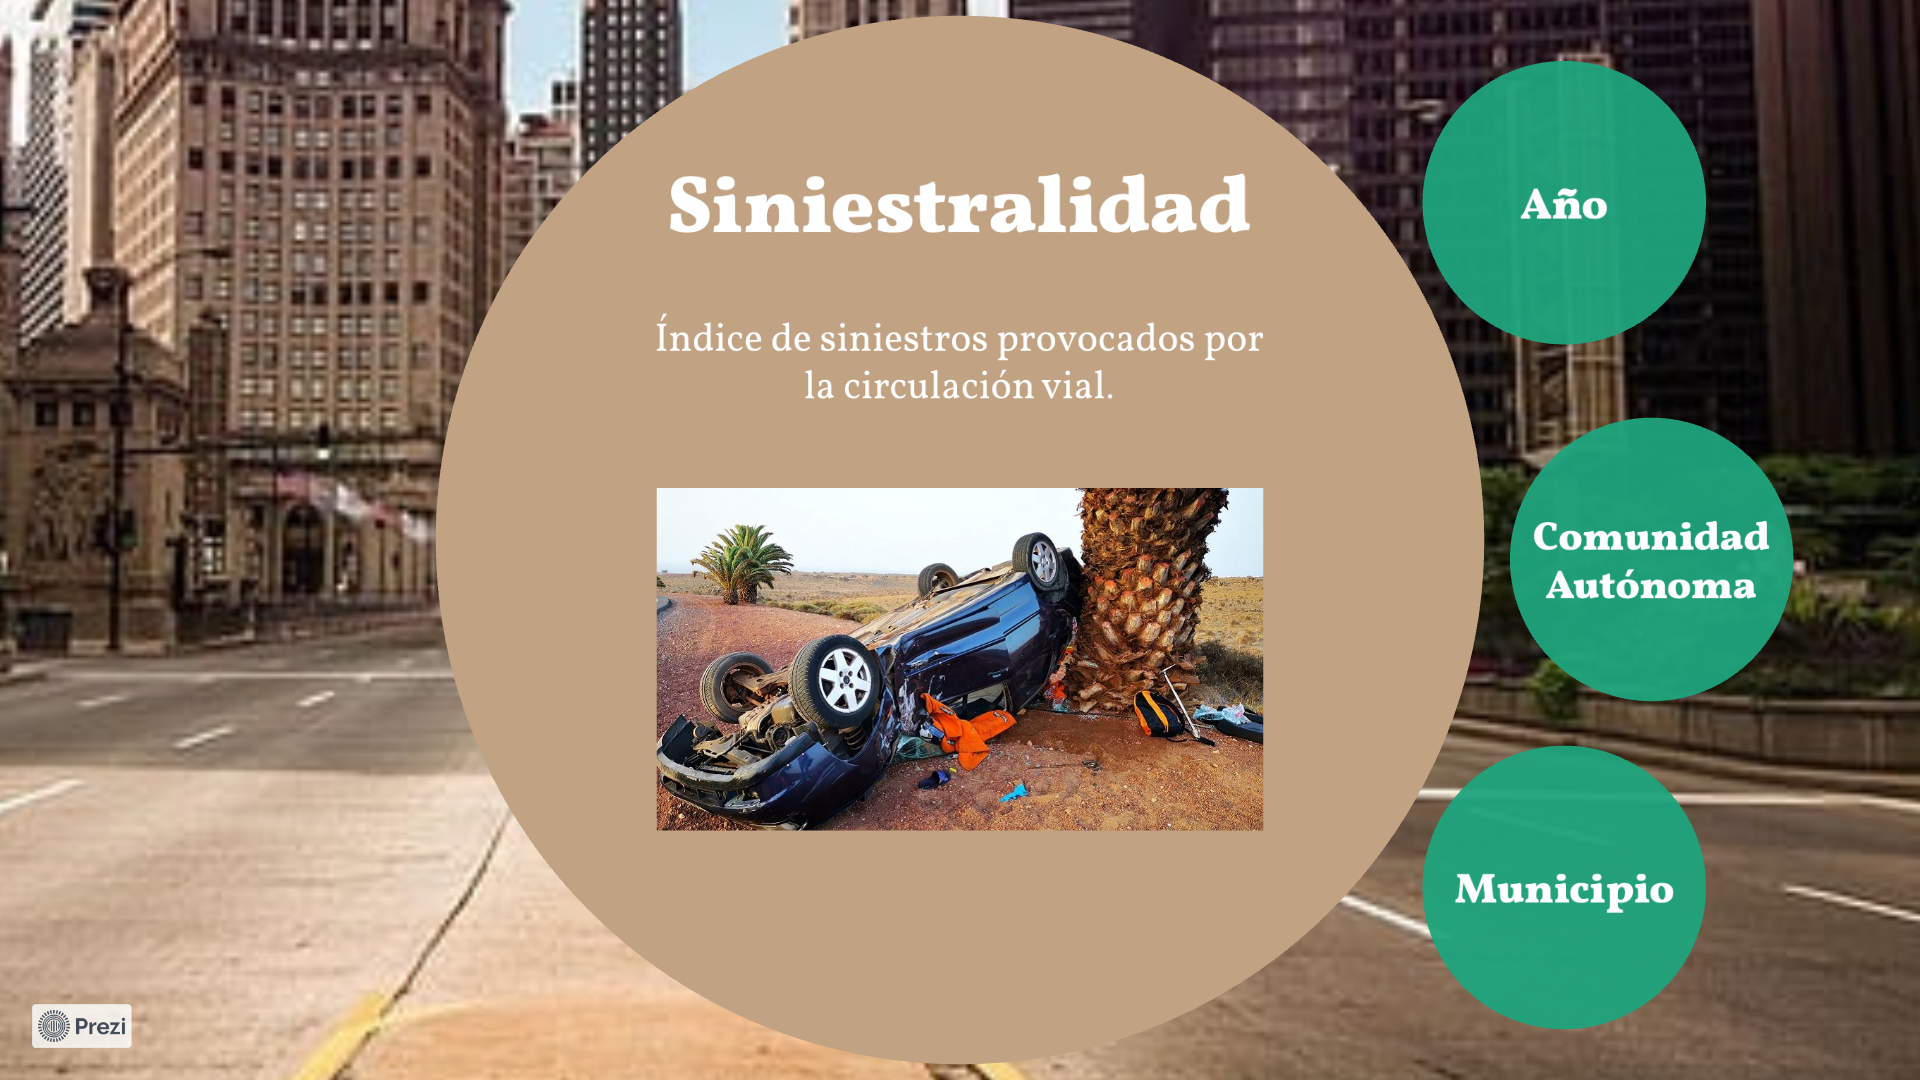 Siniestralidad
Índice de siniestros provocados por
la circulación vial.
Año
Comunidad
Autónoma
Municipio
Prezi